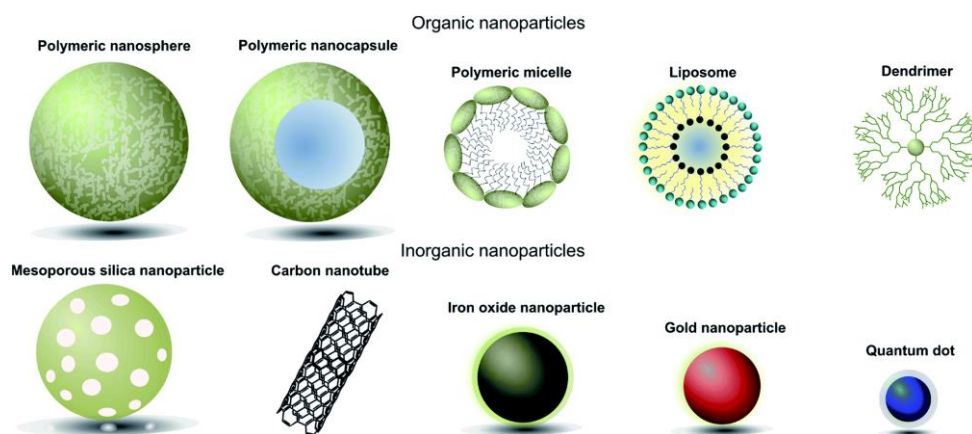 Organic nanoparticles
Polymeric nanosphere
Polymeric nanocapsule
Polymeric micelle
Liposome
Dendrimer
Inorganic nanoparticles
Mesoporous silica nanoparticle
Carbon nanotube
Iron oxide nanoparticle
Gold nanoparticle
Quantum dot